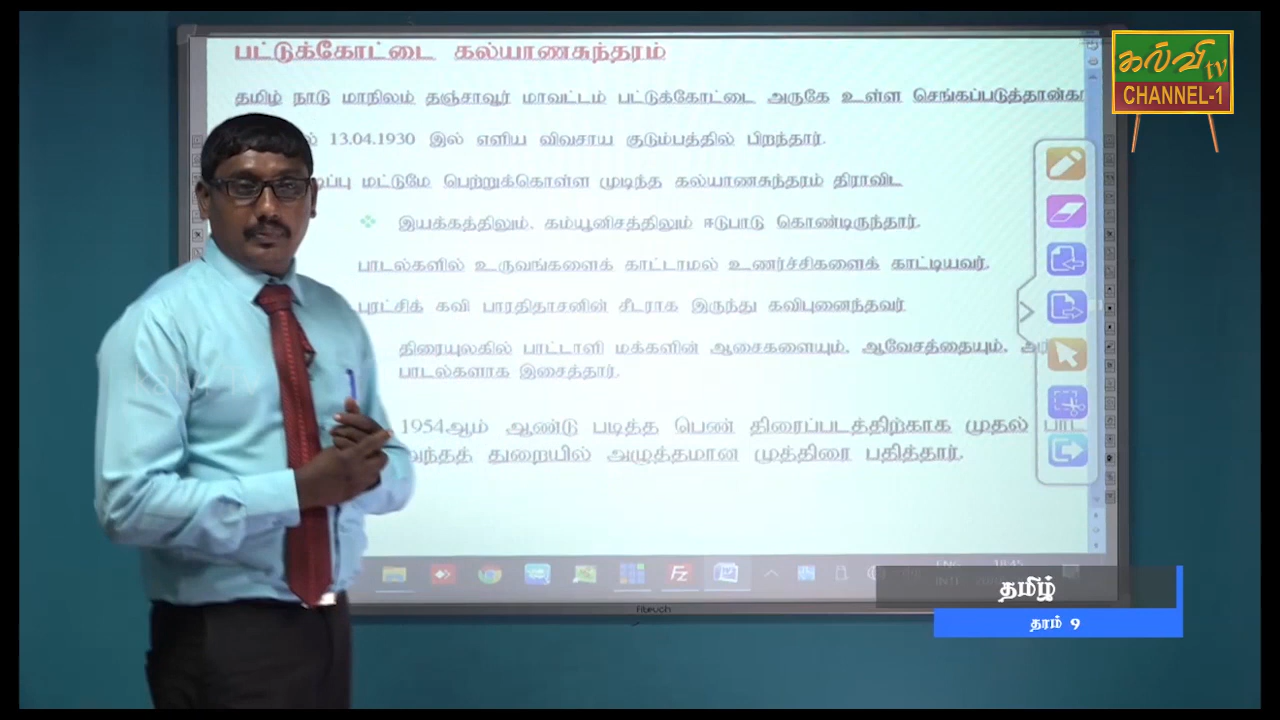 பட்டுக்கோட்டை கல்யாணசுந்தரம்
தமிழ் நாடு மாநிலம் தஞ்சாவூர் மாவட்டம் பட்டுக்கோட்டை அருகே உள்ள செங்கப்படுத்தான்கா
13.04.1930 இல் எளிய விவசாய குடும்பத்தில் பிறந்தார்.
மட்டுமே பெற்றுக்கொள்ள முடிந்த கல்யாணசுந்தரம் திராவிட
இயக்கத்திலும், கம்யூனிசத்திலும் ஈடுபாடு கொண்டிருந்தார்.
பாடல்களில் உருவங்களைக் காட்டாமல் உணர்ச்சிகளைக் காட்டியவர்.
புரட்சிக் கவி பாரதிதாசனின் சீடராக இருந்து கவிபுனைந்தவர்
திரையுலகில் பாட்டாளி மக்களின் ஆசைகளையும், ஆவேசத்தையும்,
பாடல்களாக இசைத்தார்.
1954ஆம் ஆண்டு படித்த பெண் திரைப்படத்திற்காக முதல்
துறையில் அழுத்தமான முத்திரை பதித்தார்.
கல்வி tv
CHANNEL-1
ENG
18:45
தமிழ்
தரம் 9